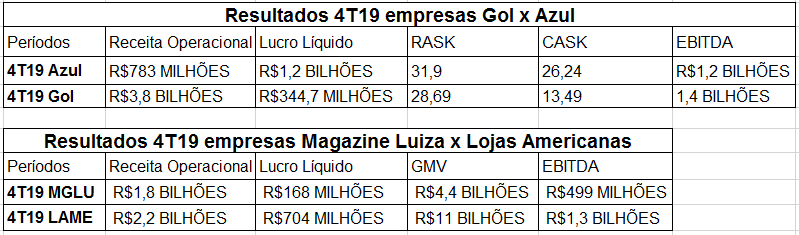 Resultados 4T19 empresas Gol x Azul
Períodos Receita Operacional Lucro Líquido RASK CASK EBITDA
4T19 Azul R$783 MILHÕES R$1,2 BILHÕES 31,9 26,24 R$1,2 BILHÕES
4T19 Gol R$3,8 BILHÕES R$344,7 MILHÕES 28,69 13,49 1,4 BILHÕES
Resultados 4T19 empresas Magazine Luiza x Lojas Americanas
Períodos Receita Operacional Lucro Líquido GMV EBITDA
4T19 MGLU R$1,8 BILHÕES R$168 MILHÕES R$4,4 BILHÕES R$499 MILHÕES
4T19 LAME R$2,2 BILHÕES R$704 MILHÕES R$11 BILHÕES R$1,3 BILHÕES